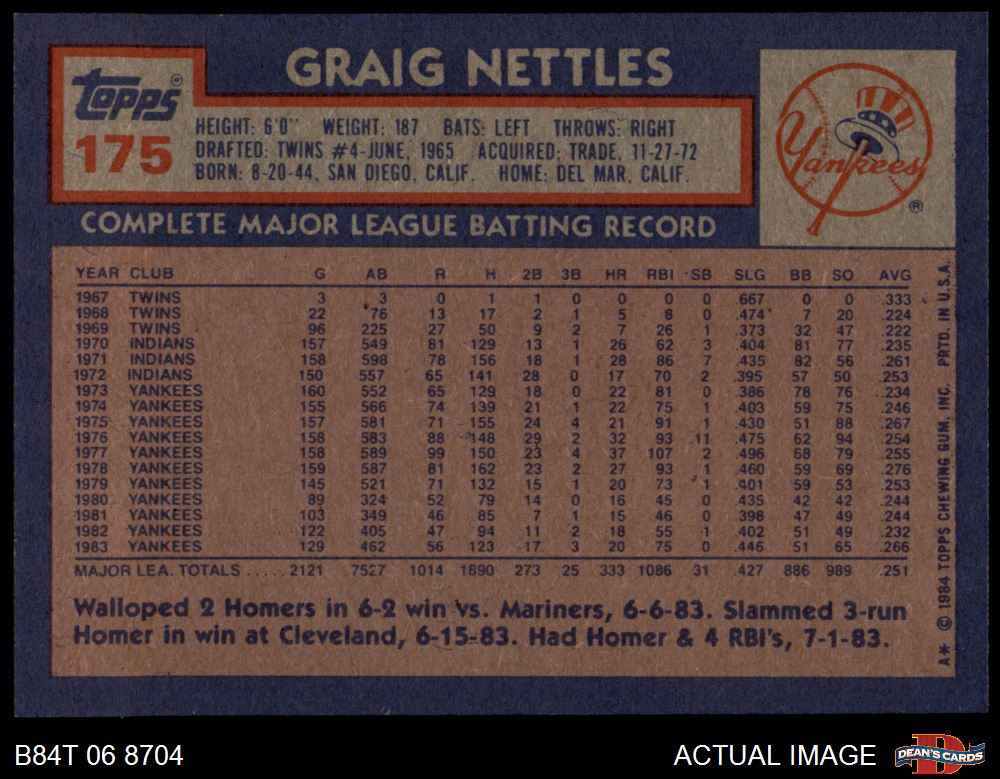 GRAIG NETTLES
Topps®
175
HEIGHT: 6'0" WEIGHT: 187 BATS: LEFT THROWS: RIGHT
DRAFTED: TWINS #4-JUNE, 1965 ACQUIRED: TRADE, 11-27-72
BORN: 8-20-44, SAN DIEGO, CALIF. HOME: DEL MAR, CALIF.
Yankees ®
COMPLETE MAJOR LEAGUE BATTING RECORD
YEAR CLUB G AB R H 2B 3B HR RBI SB SLG BB SO AVG
1967 TWINS 3 3 0 1 1 0 0 0 0 .667 0 0 .333
1968 TWINS 22 76 13 17 2 1 5 8 0 .474 7 20 .224
1969 TWINS 96 225 27 50 9 2 7 26 1 .373 32 47 .222
1970 INDIANS 157 549 81 129 13 1 26 62 3 .404 81 77 .235
1971 INDIANS 158 598 78 156 18 1 28 86 7 .435 82 56 .261
1972 INDIANS 150 557 65 141 28 0 17 70 2 .395 57 50 .253
1973 YANKEES 160 552 65 129 18 0 22 81 0 .386 78 76 .234
1974 YANKEES 155 566 74 139 21 1 22 75 1 .403 59 75 .246
1975 YANKEES 157 581 71 155 24 4 21 91 1 .430 51 88 .267
1976 YANKEES 158 583 88 148 29 2 32 93 11 .475 62 94 .254
1977 YANKEES 158 589 99 150 23 4 37 107 2 .496 68 79 .255
1978 YANKEES 159 587 81 162 23 2 27 93 1 .460 59 69 .276
1979 YANKEES 145 521 71 132 15 1 20 73 1 .401 59 53 .253
1980 YANKEES 89 324 52 79 14 0 16 45 0 .435 42 42 .244
1981 YANKEES 103 349 46 85 7 1 15 46 0 .398 47 49 .244
1982 YANKEES 122 405 47 94 11 2 18 55 1 .402 51 49 .232
1983 YANKEES 129 462 56 123 17 3 20 75 0 .446 51 65 .266
MAJOR LEA. TOTALS ..... 2121 7527 1014 1890 273 25 333 1086 31 .427 886 989 .251
Walloped 2 Homers in 6-2 win vs. Mariners, 6-6-83. Slammed 3-run
Homer in win at Cleveland, 6-15-83. Had Homer & 4 RBI's, 7-1-83.
A* © 1984 TOPPS CHEWING GUM, INC. PRTD. IN U.S.A.
B84T 06 8704
ACTUAL IMAGE
DEAN'S CARDS